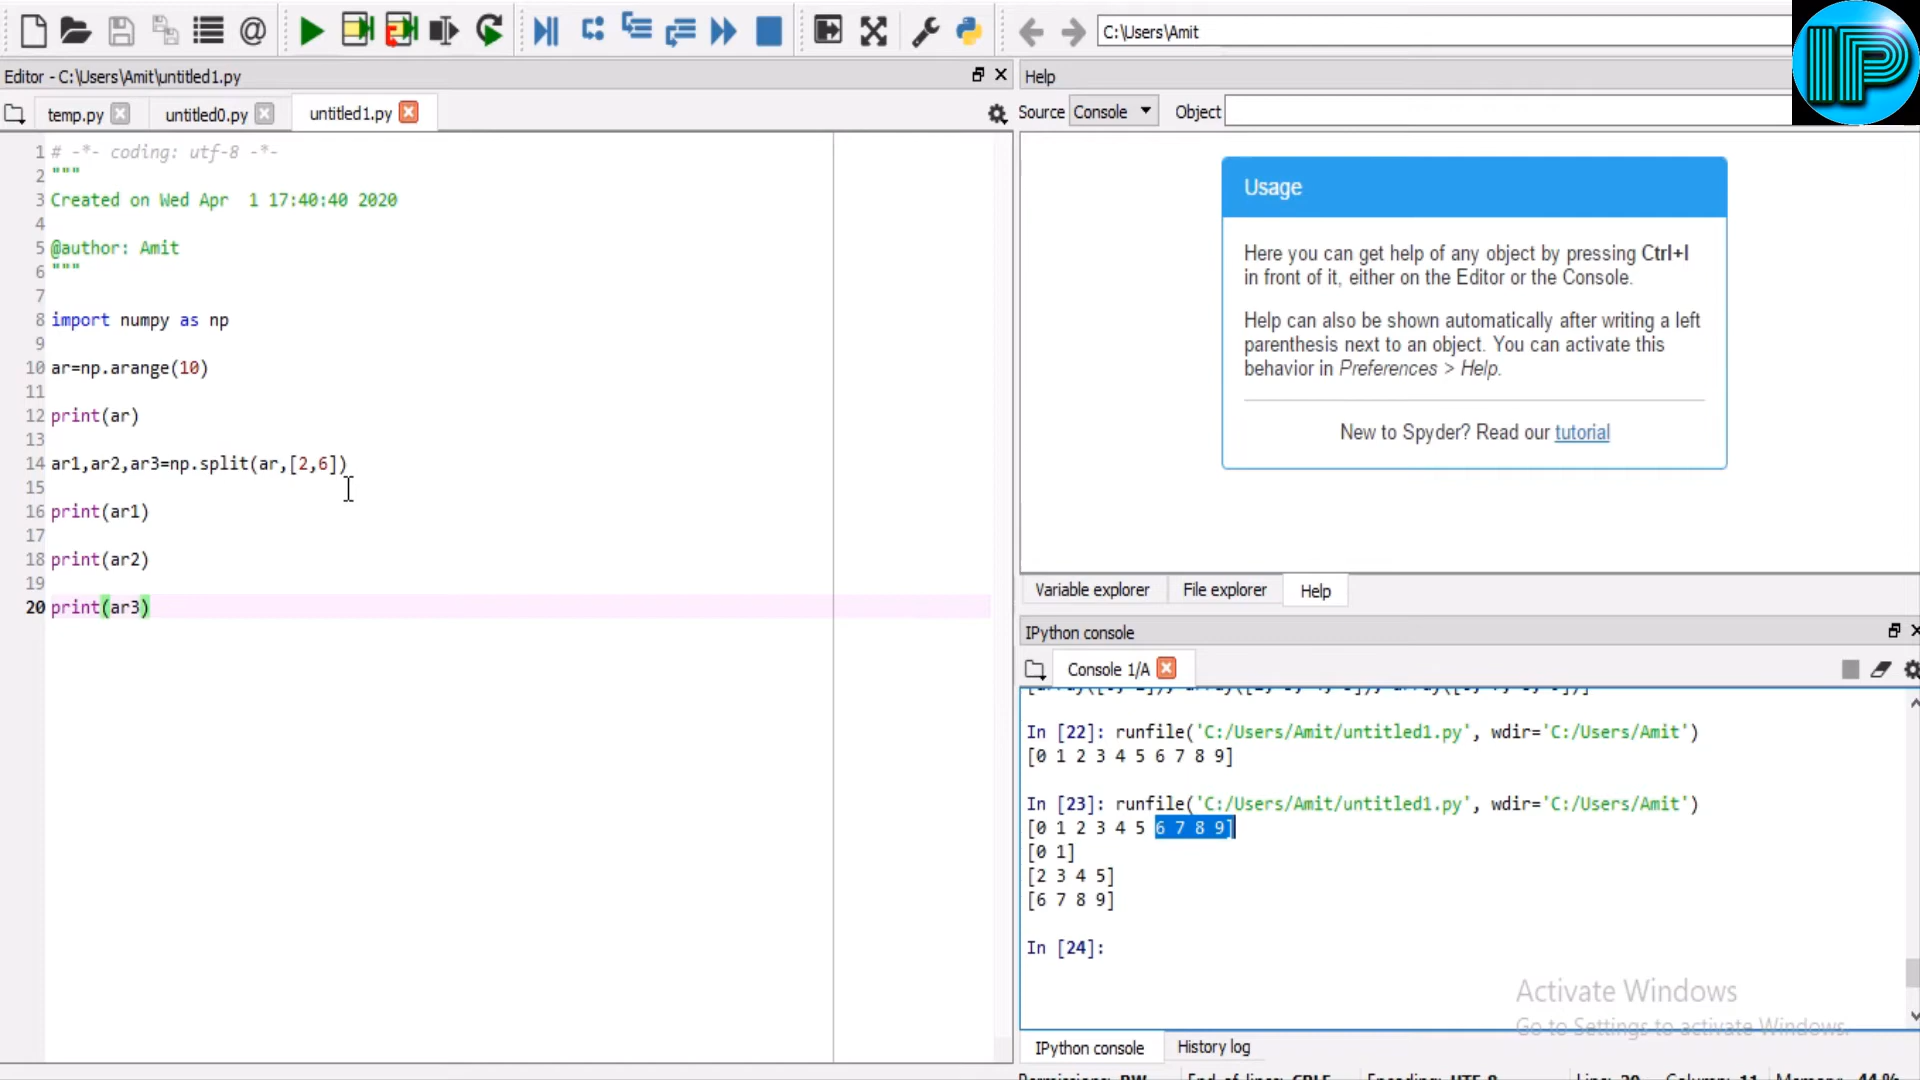 C:\Users\Amit
IP
Editor - C:\Users\Amit\untitled1.py
Help
temp.py
untitled0.py
untitled1.py
Source
Console
Object
1 # -*- coding: utf-8 -*-
2 """
3 Created on Wed Apr  1 17:40:40 2020
4
5 @author: Amit
6 """
7
8 import numpy as np
9
10 ar=np.arange(10)
11
12 print(ar)
13
14 ar1,ar2,ar3=np.split(ar,[2,6])
15
16 print(ar1)
17
18 print(ar2)
19
20 print(ar3)
Usage
Here you can get help of any object by pressing Ctrl+I
in front of it, either on the Editor or the Console.
Help can also be shown automatically after writing a left
parenthesis next to an object. You can activate this
behavior in Preferences > Help.
New to Spyder? Read our tutorial
Variable explorer
File explorer
Help
IPython console
Console 1/A
In [22]: runfile('C:/Users/Amit/untitled1.py', wdir='C:/Users/Amit')
[0 1 2 3 4 5 6 7 8 9]
In [23]: runfile('C:/Users/Amit/untitled1.py', wdir='C:/Users/Amit')
[0 1 2 3 4 5 6 7 8 9]
[0 1]
[2 3 4 5]
[6 7 8 9]
In [24]:
Activate Windows
Go to Settings to activate Windows.
IPython console
History log